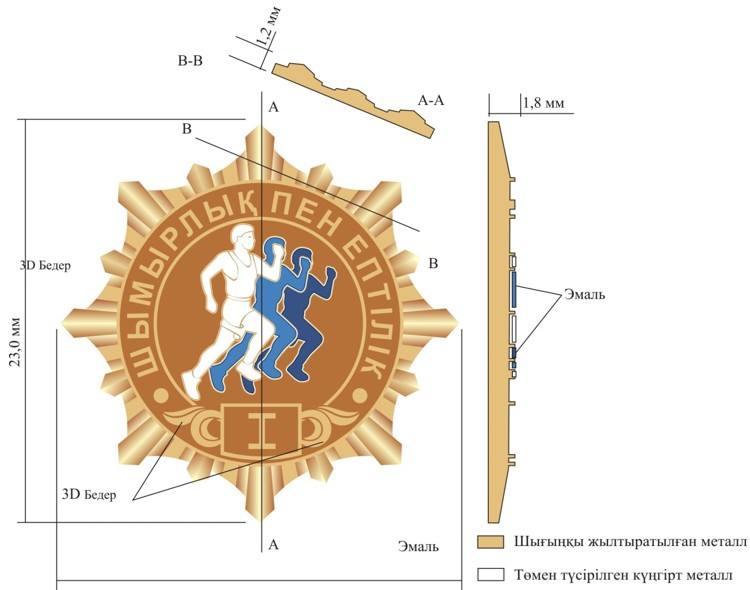 1,2 мм
В-В
А-А
А
1,8 мм
В
ШЫМЫРЛЫҚ ПЕН ЕПТІЛІК
В
3D Бедер
Эмаль
23,0 мм
I
3D Бедер
А
Эмаль
Шығыңқы жылтыратылған металл
Төмен түсірілген күңгірт металл